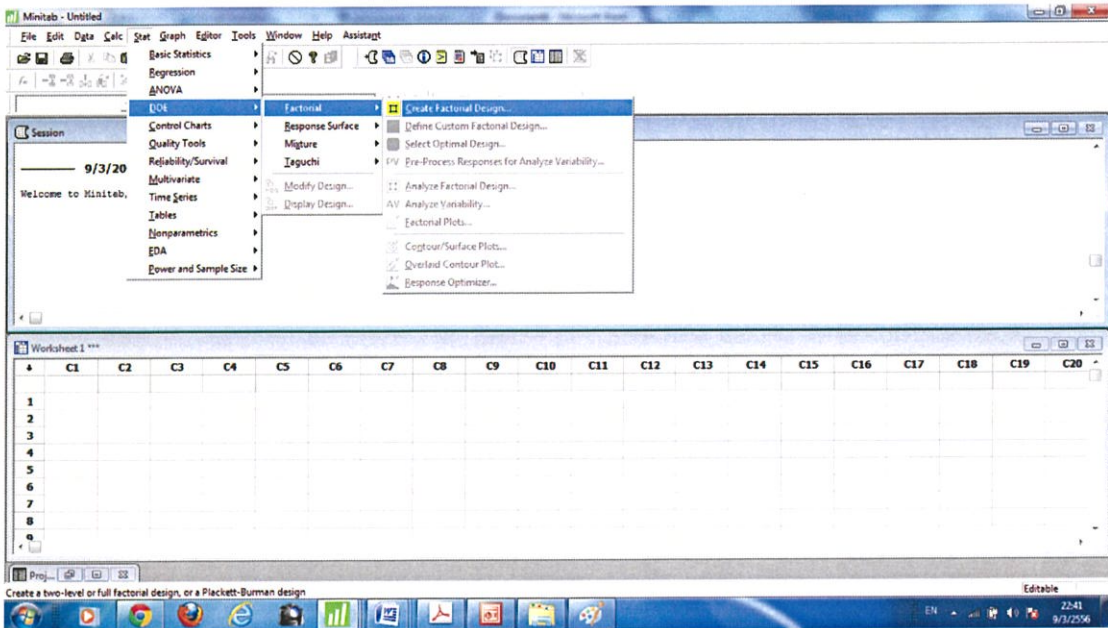 Minitab - Untitled
File Edit Data Calc Stat Graph Editor Tools Window Help Assistant
Basic Statistics
Regression
ANOVA
DOE
Control Charts
Quality Tools
Reliability/Survival
Multivariate
Time Series
Tables
Nonparametrics
EDA
Power and Sample Size
Factorial
Response Surface
Mixture
Taguchi
Modify Design...
Display Design...
Create Factorial Design...
Define Custom Factorial Design...
Select Optimal Design...
Pre-Process Responses for Analyze Variability...
Analyze Factorial Design...
Analyze Variability...
Factorial Plots...
Contour/Surface Plots...
Overlaid Contour Plot...
Response Optimizer...
Session
9/3/20
Welcome to Minitab,
Worksheet 1 ***
C1 C2 C3 C4 C5 C6 C7 C8 C9 C10 C11 C12 C13 C14 C15 C16 C17 C18 C19 C20
1
2
3
4
5
6
7
8
9
Proj...
Create a two-level or full factorial design, or a Plackett-Burman design
Editable
EN
22:41
9/3/2556